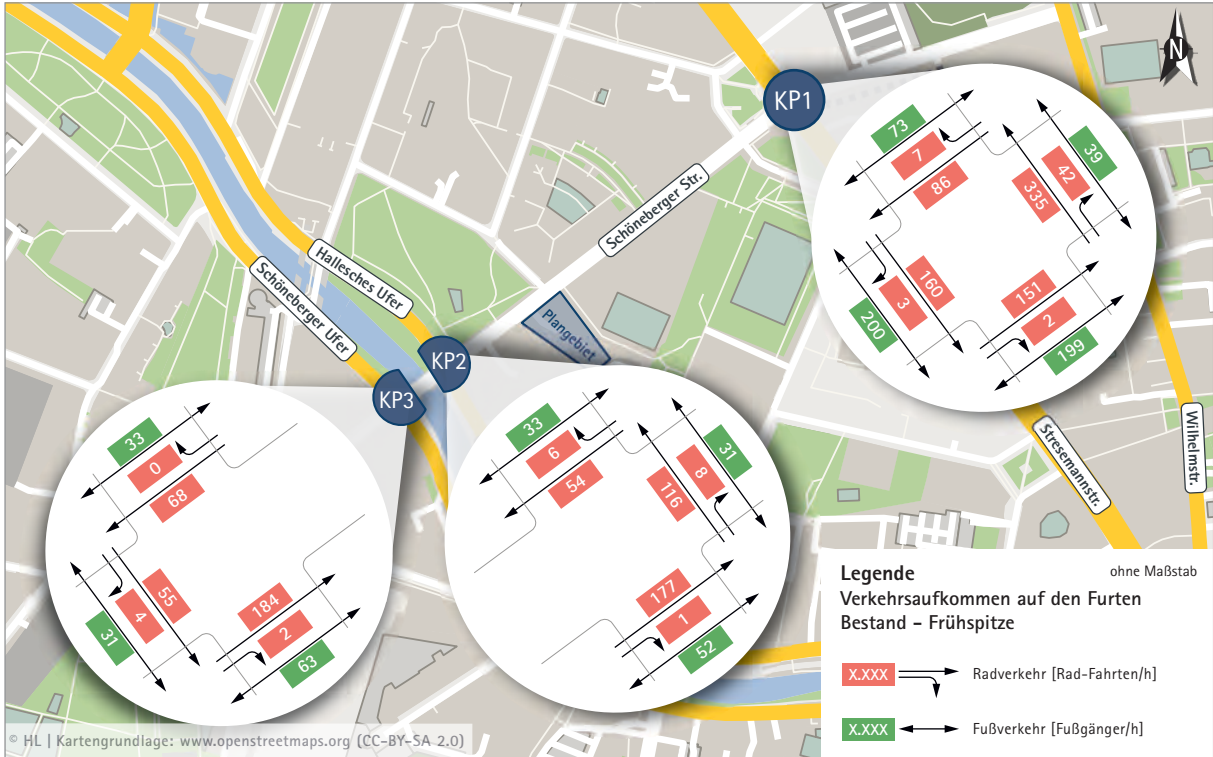 N
KP1
73
7
86
39
42
335
160
3
200
151
2
199
Schöneberger Str.
Hallesches Ufer
Schöneberger Ufer
Plangebiet
KP2
KP3
Stresemannstr.
Wilhelmstr.
33
0
68
55
4
31
184
2
63
33
6
54
31
8
116
177
1
52
Legende
ohne Maßstab
Verkehrsaufkommen auf den Furten
Bestand - Frühspitze
X.XXX Radverkehr [Rad-Fahrten/h]
X.XXX Fußverkehr [Fußgänger/h]
© HL | Kartengrundlage: www.openstreetmaps.org (CC-BY-SA 2.0)